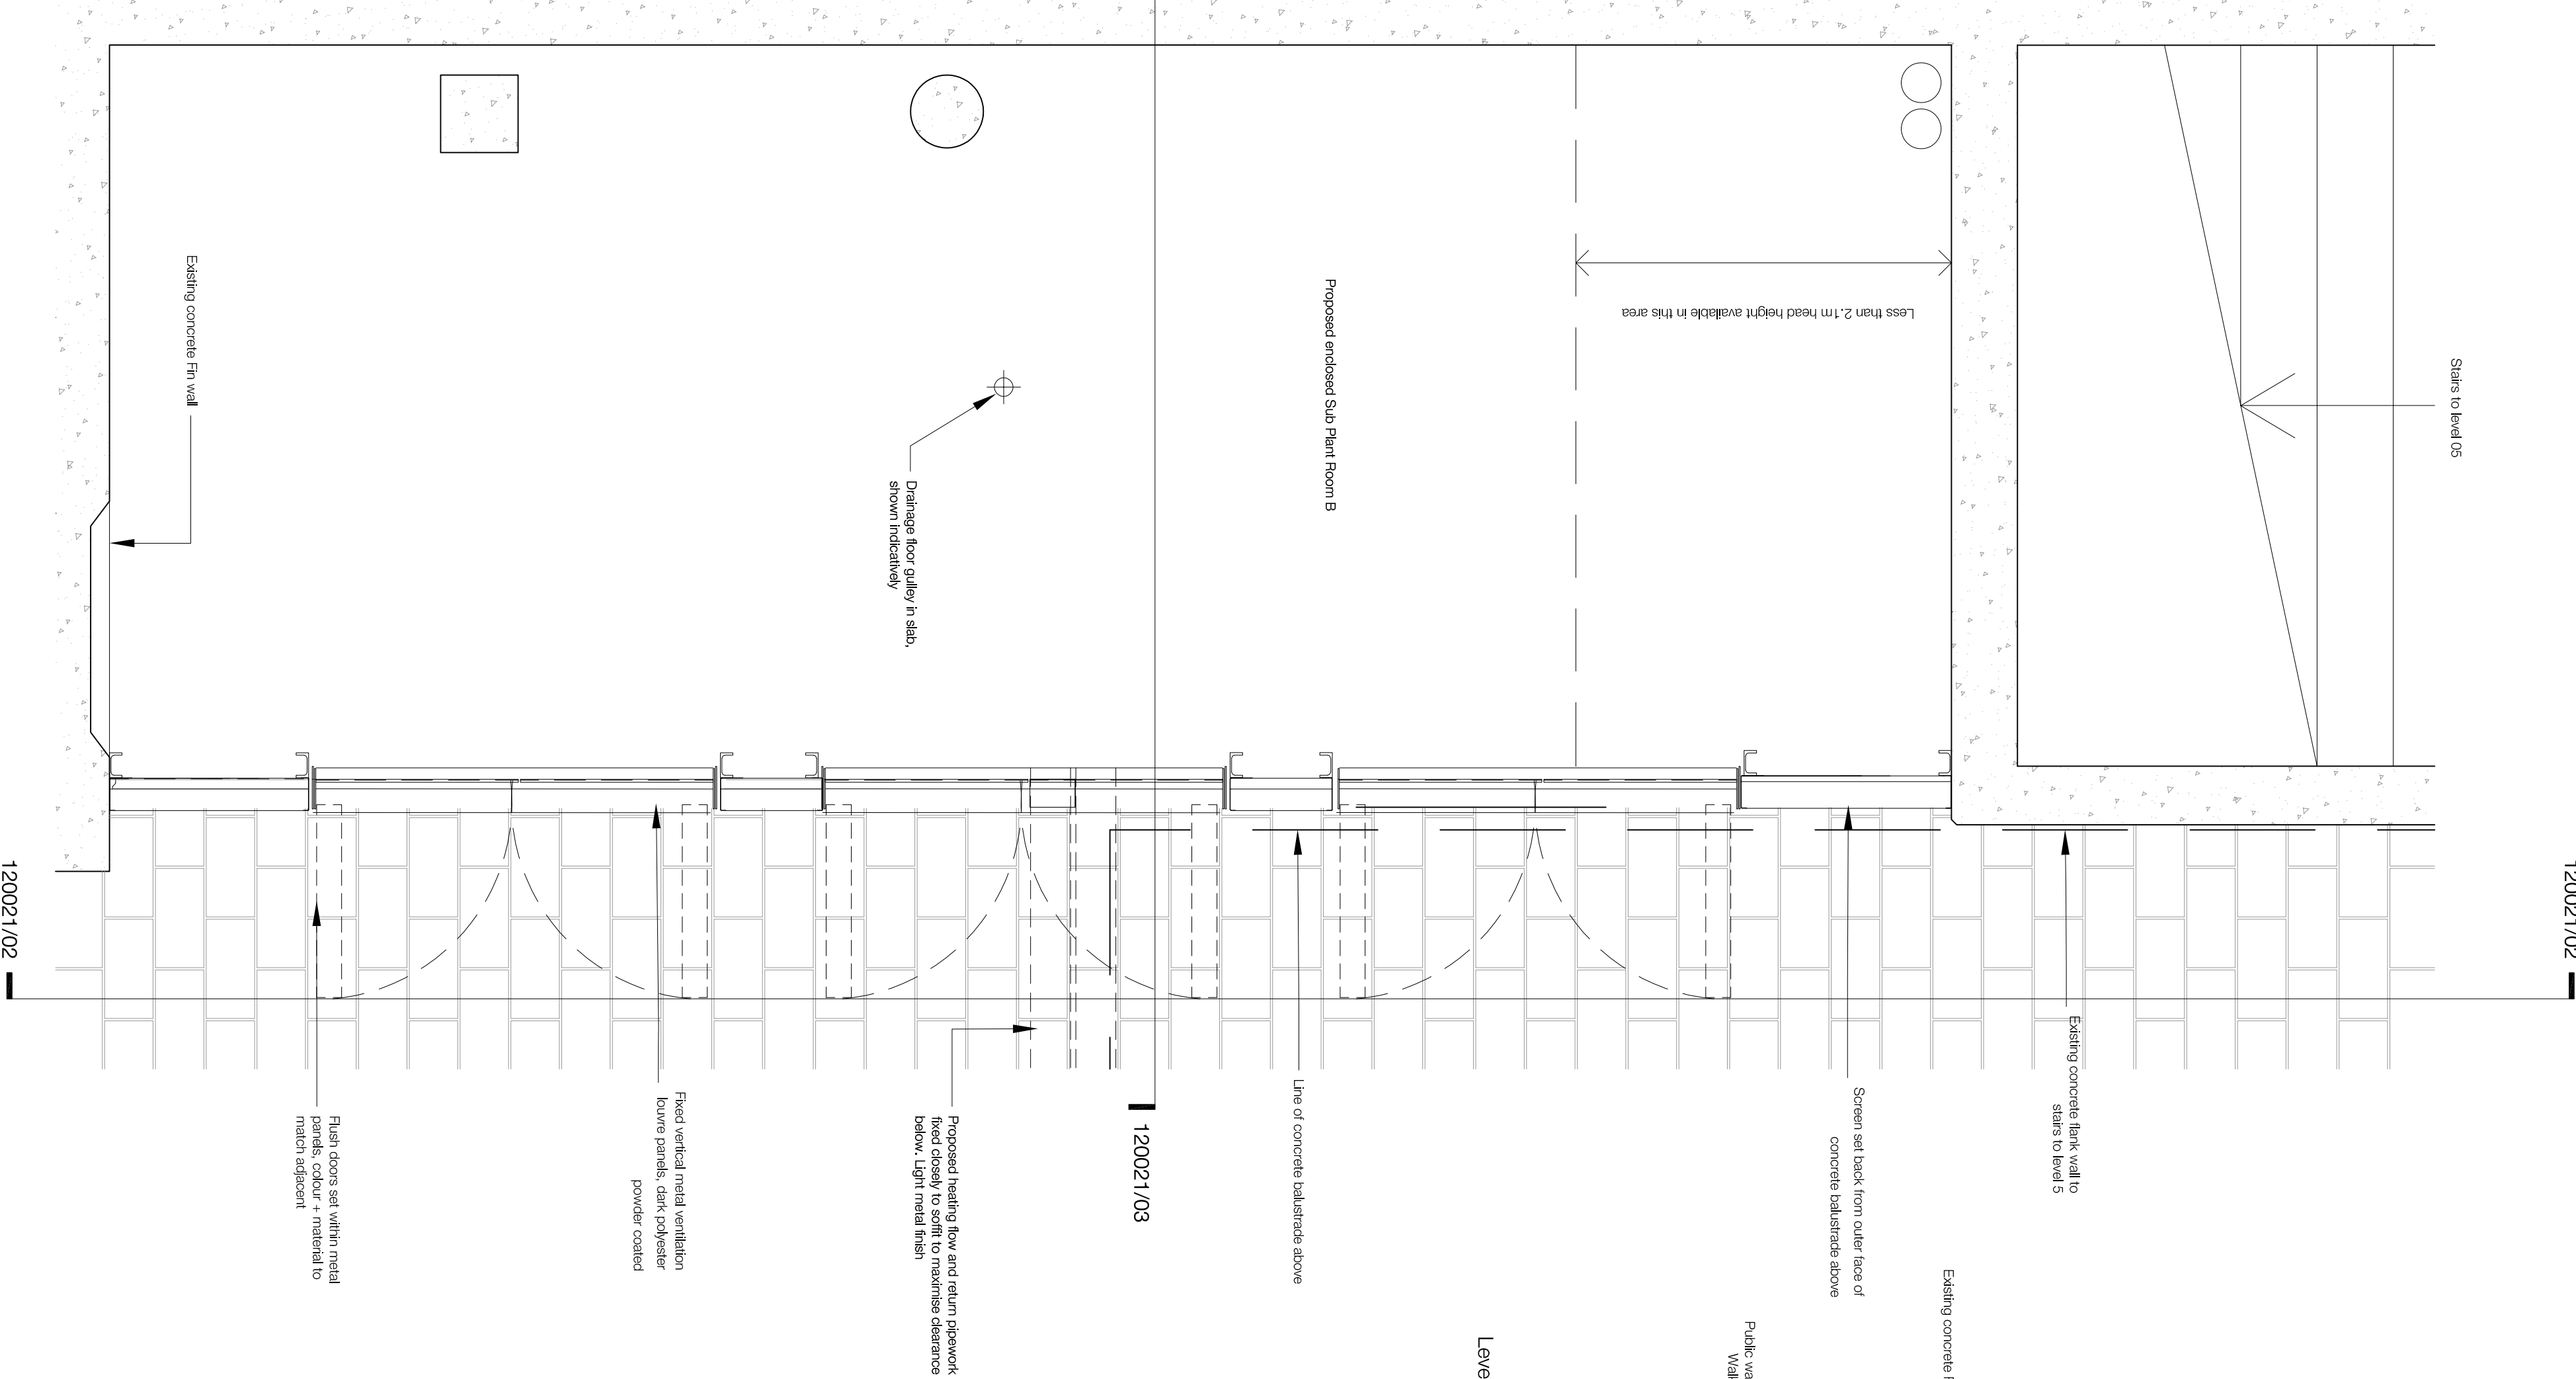 Existing concrete Fin wall
Drainage floor gulley in slab,
shown indicatively
Proposed enclosed Sub Plant Room B
Less than 2.1m head height available in this area
Stairs to level 05
120021/02
120021/02
Flush doors set within metal
panels, colour + material to
match adjacent
Fixed vertical metal ventilation
louvre panels, dark polyester
powder coated
Proposed heating flow and return pipework
fixed closely to soffit to maximise clearance
below. Light metal finish
120021/03
Line of concrete balustrade above
Screen set back from outer face of
concrete balustrade above
Existing concrete flank wall to
stairs to level 5
Existing concrete
Public
Leve